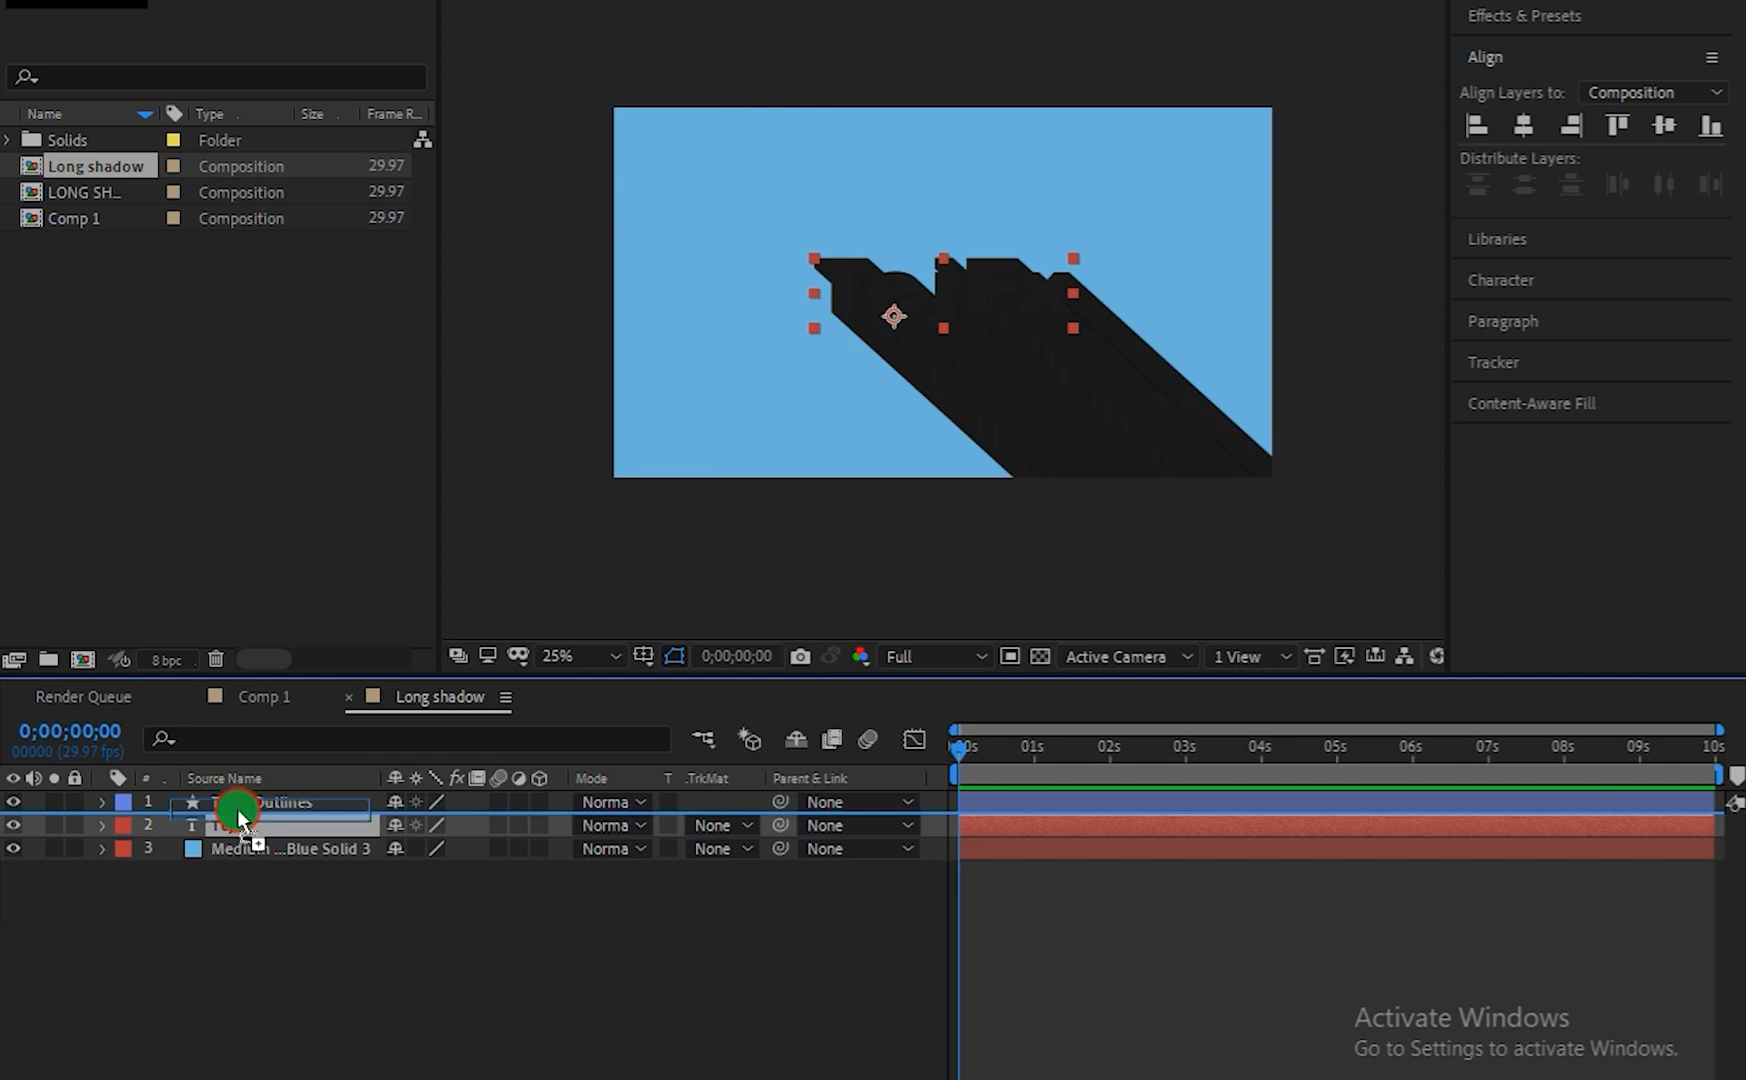 Effects & Presets
Align
Align Layers to: Composition
Distribute Layers:
Libraries
Character
Paragraph
Tracker
Content-Aware Fill
Name Type Size Frame R...
Solids Folder
Long shadow Composition 29.97
LONG SH... Composition 29.97
Comp 1 Composition 29.97
8 bpc
25% 0;00;00;00 Full Active Camera 1 View
Render Queue Comp 1 × Long shadow
0;00;00;00
00000 (29.97 fps)
00s 01s 02s 03s 04s 05s 06s 07s 08s 09s 10s
# Source Name fx Mode T .TrkMat Parent & Link
1 Outlines Norma None
2 Norma None None
3 Medium ...Blue Solid 3 Norma None None
Activate Windows
Go to Settings to activate Windows.